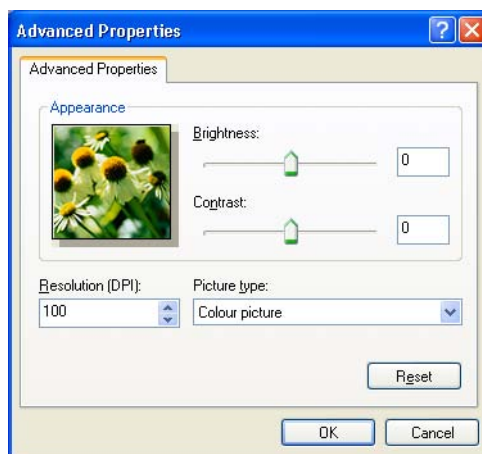 Advanced Properties
Advanced Properties
Appearance
Brightness:
0
Contrast:
0
Resolution (DPI): Picture type:
100 Colour picture
Reset
OK Cancel